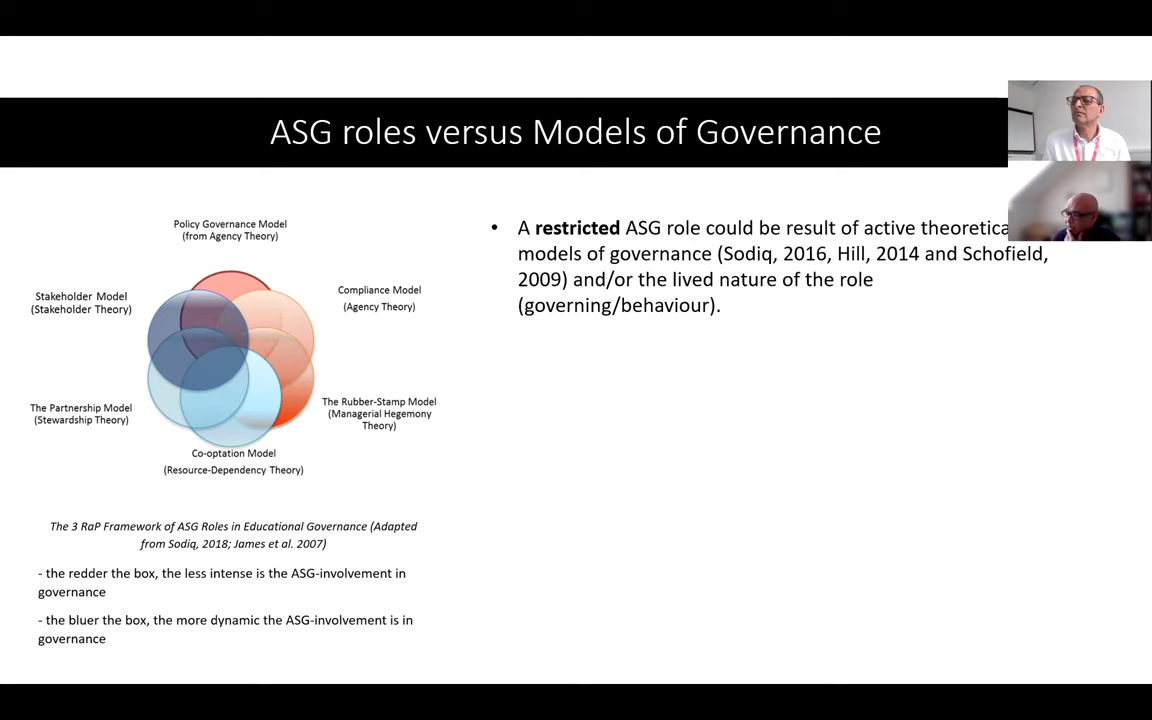 ASG roles versus Models of Governance
Policy Governance Model
(from Agency Theory)
Stakeholder Model
(Stakeholder Theory)
Compliance Model
(Agency Theory)
The Partnership Model
(Stewardship Theory)
The Rubber-Stamp Model
(Managerial Hegemony
Theory)
Co-optation Model
(Resource-Dependency Theory)
The 3 RaP Framework of ASG Roles in Educational Governance (Adapted
from Sodiq, 2018; James et al. 2007)
- the redder the box, the less intense is the ASG-involvement in
governance
- the bluer the box, the more dynamic the ASG-involvement is in
governance
• A restricted ASG role could be result of active theoretica
models of governance (Sodiq, 2016, Hill, 2014 and Schofield,
2009) and/or the lived nature of the role
(governing/behaviour).